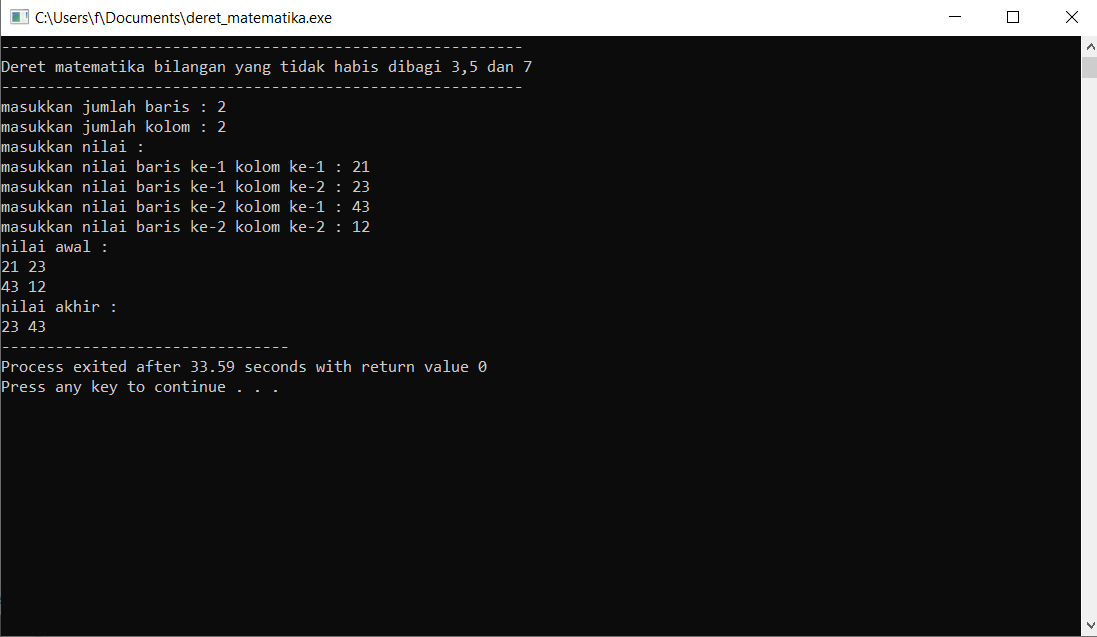 C:\Users\f\Documents\deret_matematika.exe
----------------------------------------------------------
Deret matematika bilangan yang tidak habis dibagi 3,5 dan 7
----------------------------------------------------------
masukkan jumlah baris : 2
masukkan jumlah kolom : 2
masukkan nilai :
masukkan nilai baris ke-1 kolom ke-1 : 21
masukkan nilai baris ke-1 kolom ke-2 : 23
masukkan nilai baris ke-2 kolom ke-1 : 43
masukkan nilai baris ke-2 kolom ke-2 : 12
nilai awal :
21 23
43 12
nilai akhir :
23 43
--------------------------------
Process exited after 33.59 seconds with return value 0
Press any key to continue . . .